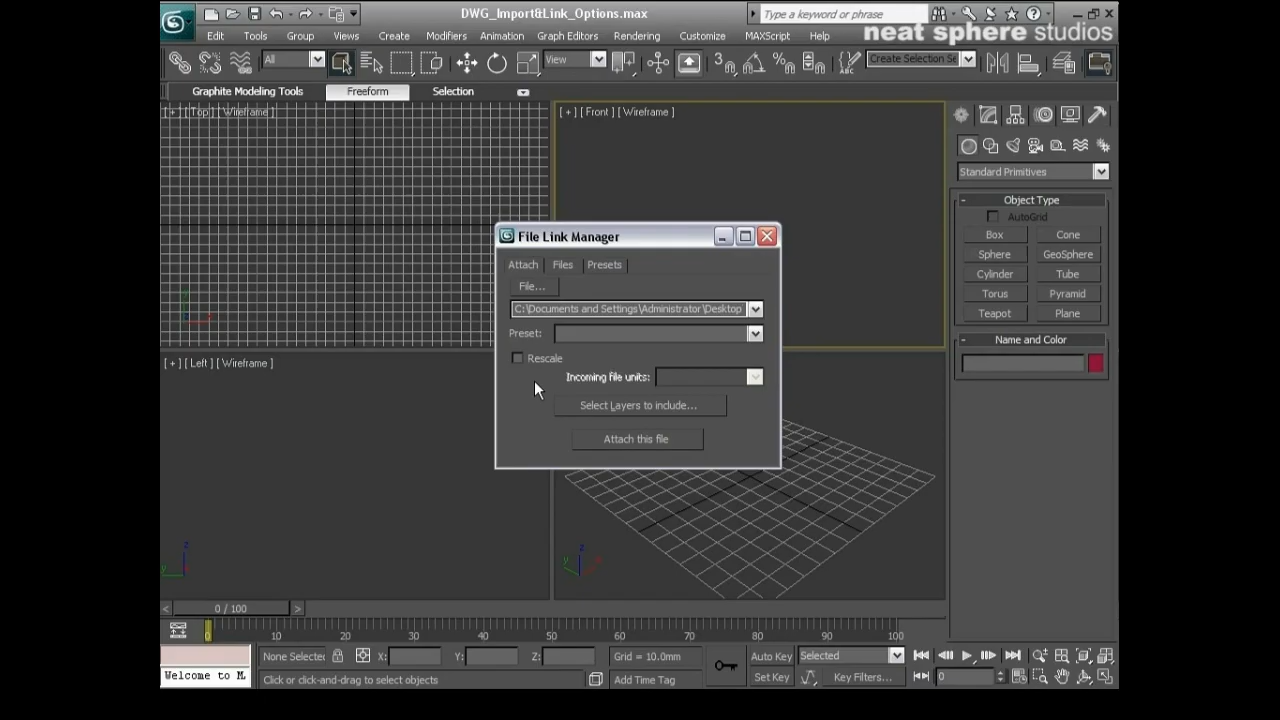 DWG_Import&Link_Options.max
Type a keyword or phrase
neat sphere studios
Edit Tools Group Views Create Modifiers Animation Graph Editors Rendering Customize MAXScript Help
All
View
3
Create Selection Se
Graphite Modeling Tools Freeform Selection
[ + ] [ Top ] [ Wireframe ]
[ + ] [ Front ] [ Wireframe ]
Standard Primitives
Object Type
AutoGrid
Box Cone
Sphere GeoSphere
Cylinder Tube
Torus Pyramid
Teapot Plane
Name and Color
File Link Manager
Attach Files Presets
File...
C:\Documents and Settings\Administrator\Desktop
Preset:
Rescale
Incoming file units:
Select Layers to include...
Attach this file
[ + ] [ Left ] [ Wireframe ]
z
y
z
y
0 / 100
0 10 20 30 40 50 60 70 80 90 100
None Selected X: Y: Z: Grid = 10.0mm Auto Key Selected
Welcome to M
Click or click-and-drag to select objects
Add Time Tag Set Key Key Filters... 0